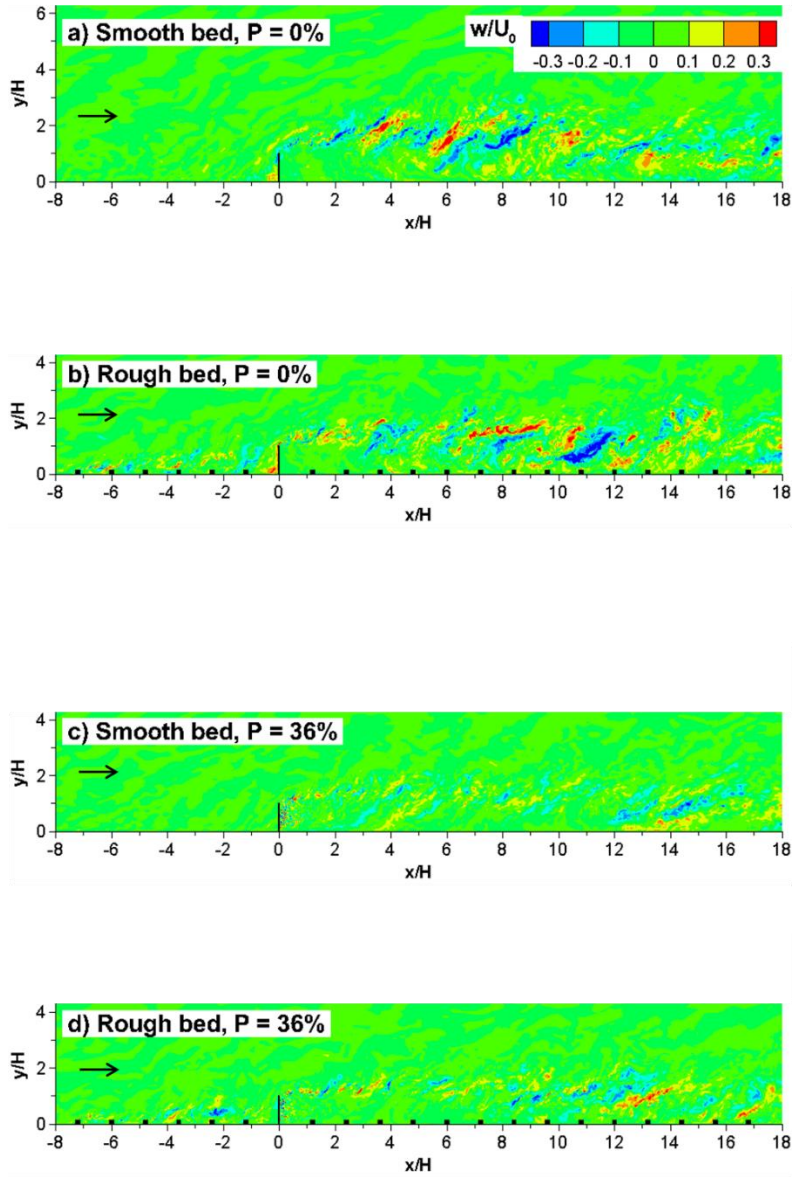 a) Smooth bed, P = 0%
w/U₀
-0.3 -0.2 -0.1 0 0.1 0.2 0.3
y/H
6
4
2
0
-8 -6 -4 -2 0 2 4 6 8 10 12 14 16 18
x/H
b) Rough bed, P = 0%
y/H
4
2
0
-8 -6 -4 -2 0 2 4 6 8 10 12 14 16 18
x/H
c) Smooth bed, P = 36%
y/H
4
2
0
-8 -6 -4 -2 0 2 4 6 8 10 12 14 16 18
x/H
d) Rough bed, P = 36%
y/H
4
2
0
-8 -6 -4 -2 0 2 4 6 8 10 12 14 16 18
x/H